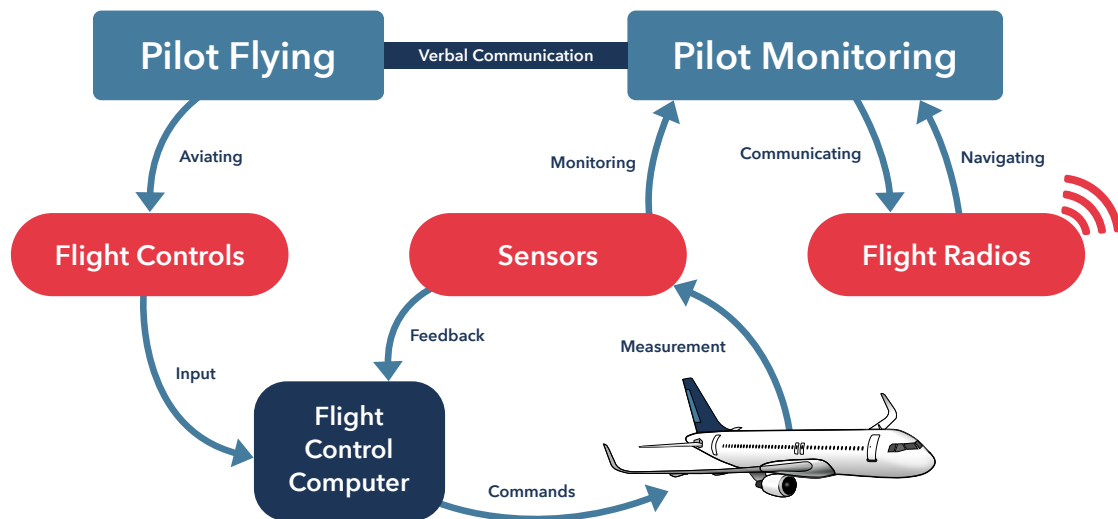 Pilot Flying
Verbal Communication
Pilot Monitoring
Aviating
Monitoring
Communicating
Navigating
Flight Controls
Sensors
Flight Radios
Feedback
Measurement
Input
Flight
Control
Computer
Commands